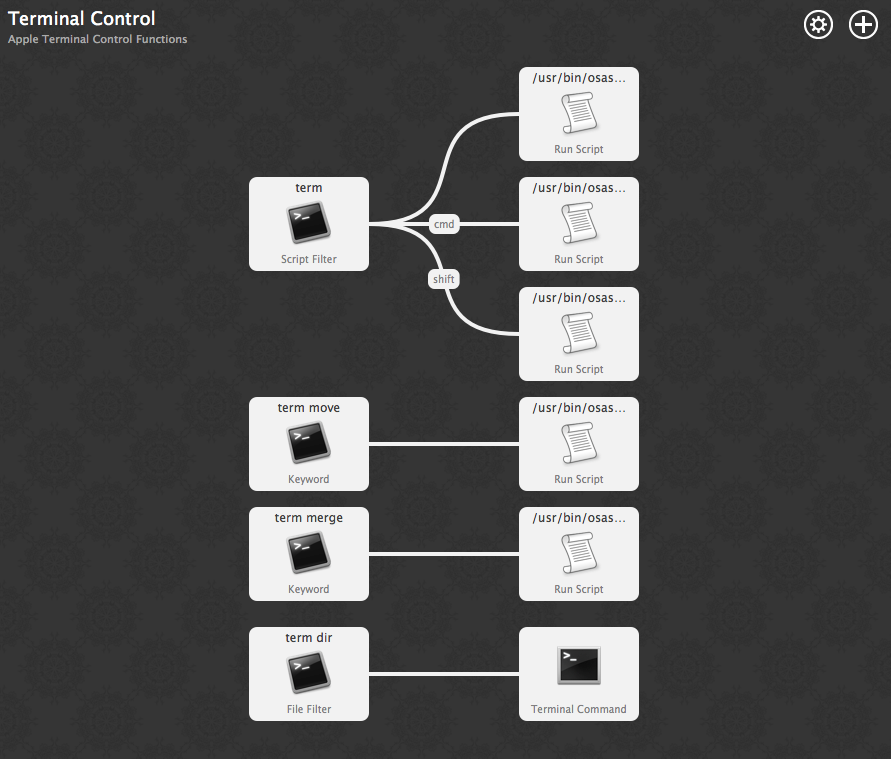 Terminal Control
Apple Terminal Control Functions
/usr/bin/osas...
Run Script
term
>_
Script Filter
cmd
/usr/bin/osas...
Run Script
shift
/usr/bin/osas...
Run Script
term move
>_
Keyword
/usr/bin/osas...
Run Script
term merge
>_
Keyword
/usr/bin/osas...
Run Script
term dir
>_
File Filter
>_
Terminal Command